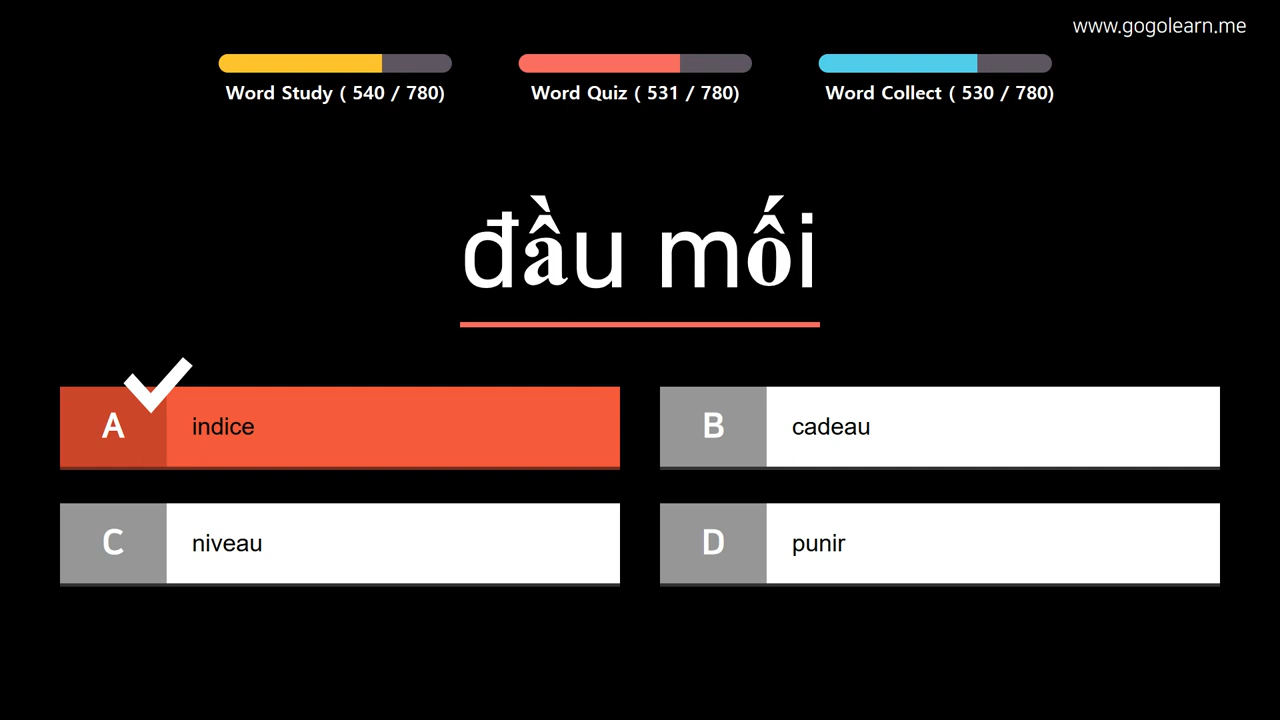 www.gogolearn.me
Word Study ( 540 / 780)
Word Quiz ( 531 / 780)
Word Collect ( 530 / 780)
đầu mối
A indice
B cadeau
C niveau
D punir